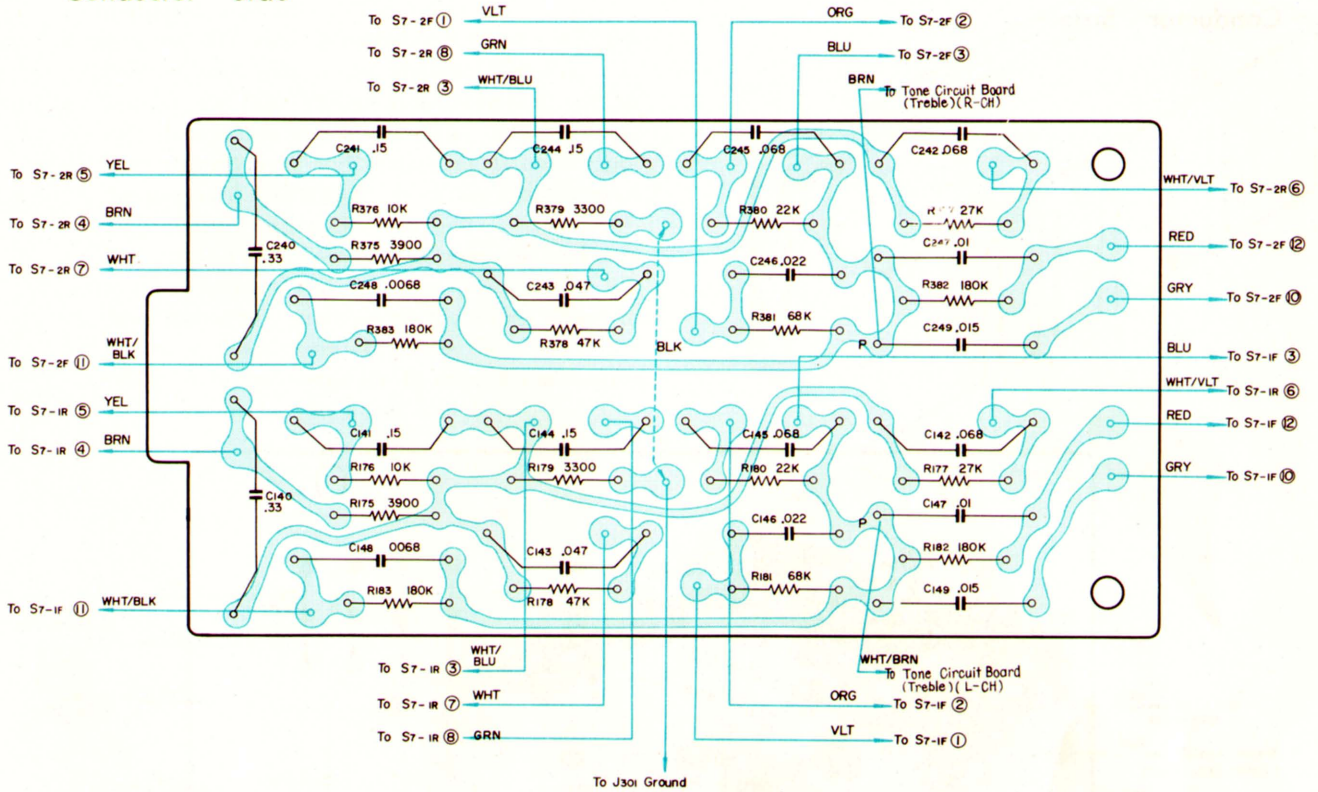 To S7-2F ① VLT
ORG To S7-2F ②
To S7-2R ⑧ GRN
BLU To S7-2F ③
To S7-2R ③ WHT/BLU
BRN To Tone Circuit Board
(Treble)(R-CH)
C241 .15
C244 .15
C245 .068
C242 .068
To S7-2R ⑤ YEL
WHT/VLT To S7-2R ⑥
To S7-2R ④ BRN
R376 10K
R379 3300
R380 22K
27K
C240
.33
R375 3900
RED To S7-2F ⑫
C247 .01
To S7-2R ⑦ WHT
C246 .022
C248 .0068
C243 .047
R382 180K
GRY To S7-2F ⑩
R383 180K
R378 47K
R381 68K
C249 .015
P
BLK
WHT/
BLK
To S7-2F ⑪
BLU To S7-1F ③
WHT/VLT To S7-1R ⑥
To S7-1R ⑤ YEL
RED To S7-1F ⑫
To S7-1R ④ BRN
C141 .15
C144 .15
C145 .068
C142 .068
R176 10K
R179 3300
R180 22K
R177 27K
GRY To S7-1F ⑩
C140
.33
R175 3900
C147 .01
P
C146 .022
C148 .0068
C143 .047
R182 180K
R183 180K
R178 47K
R181 68K
C149 .015
To S7-1F ⑪ WHT/BLK
WHT/
BLU
To S7-1R ③
WHT/BRN
To Tone Circuit Board
(Treble)(L-CH)
To S7-1R ⑦ WHT
ORG To S7-1F ②
To S7-1R ⑧ GRN
VLT To S7-1F ①
To J301 Ground